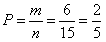 P = m/n = 6/15 = 2/5